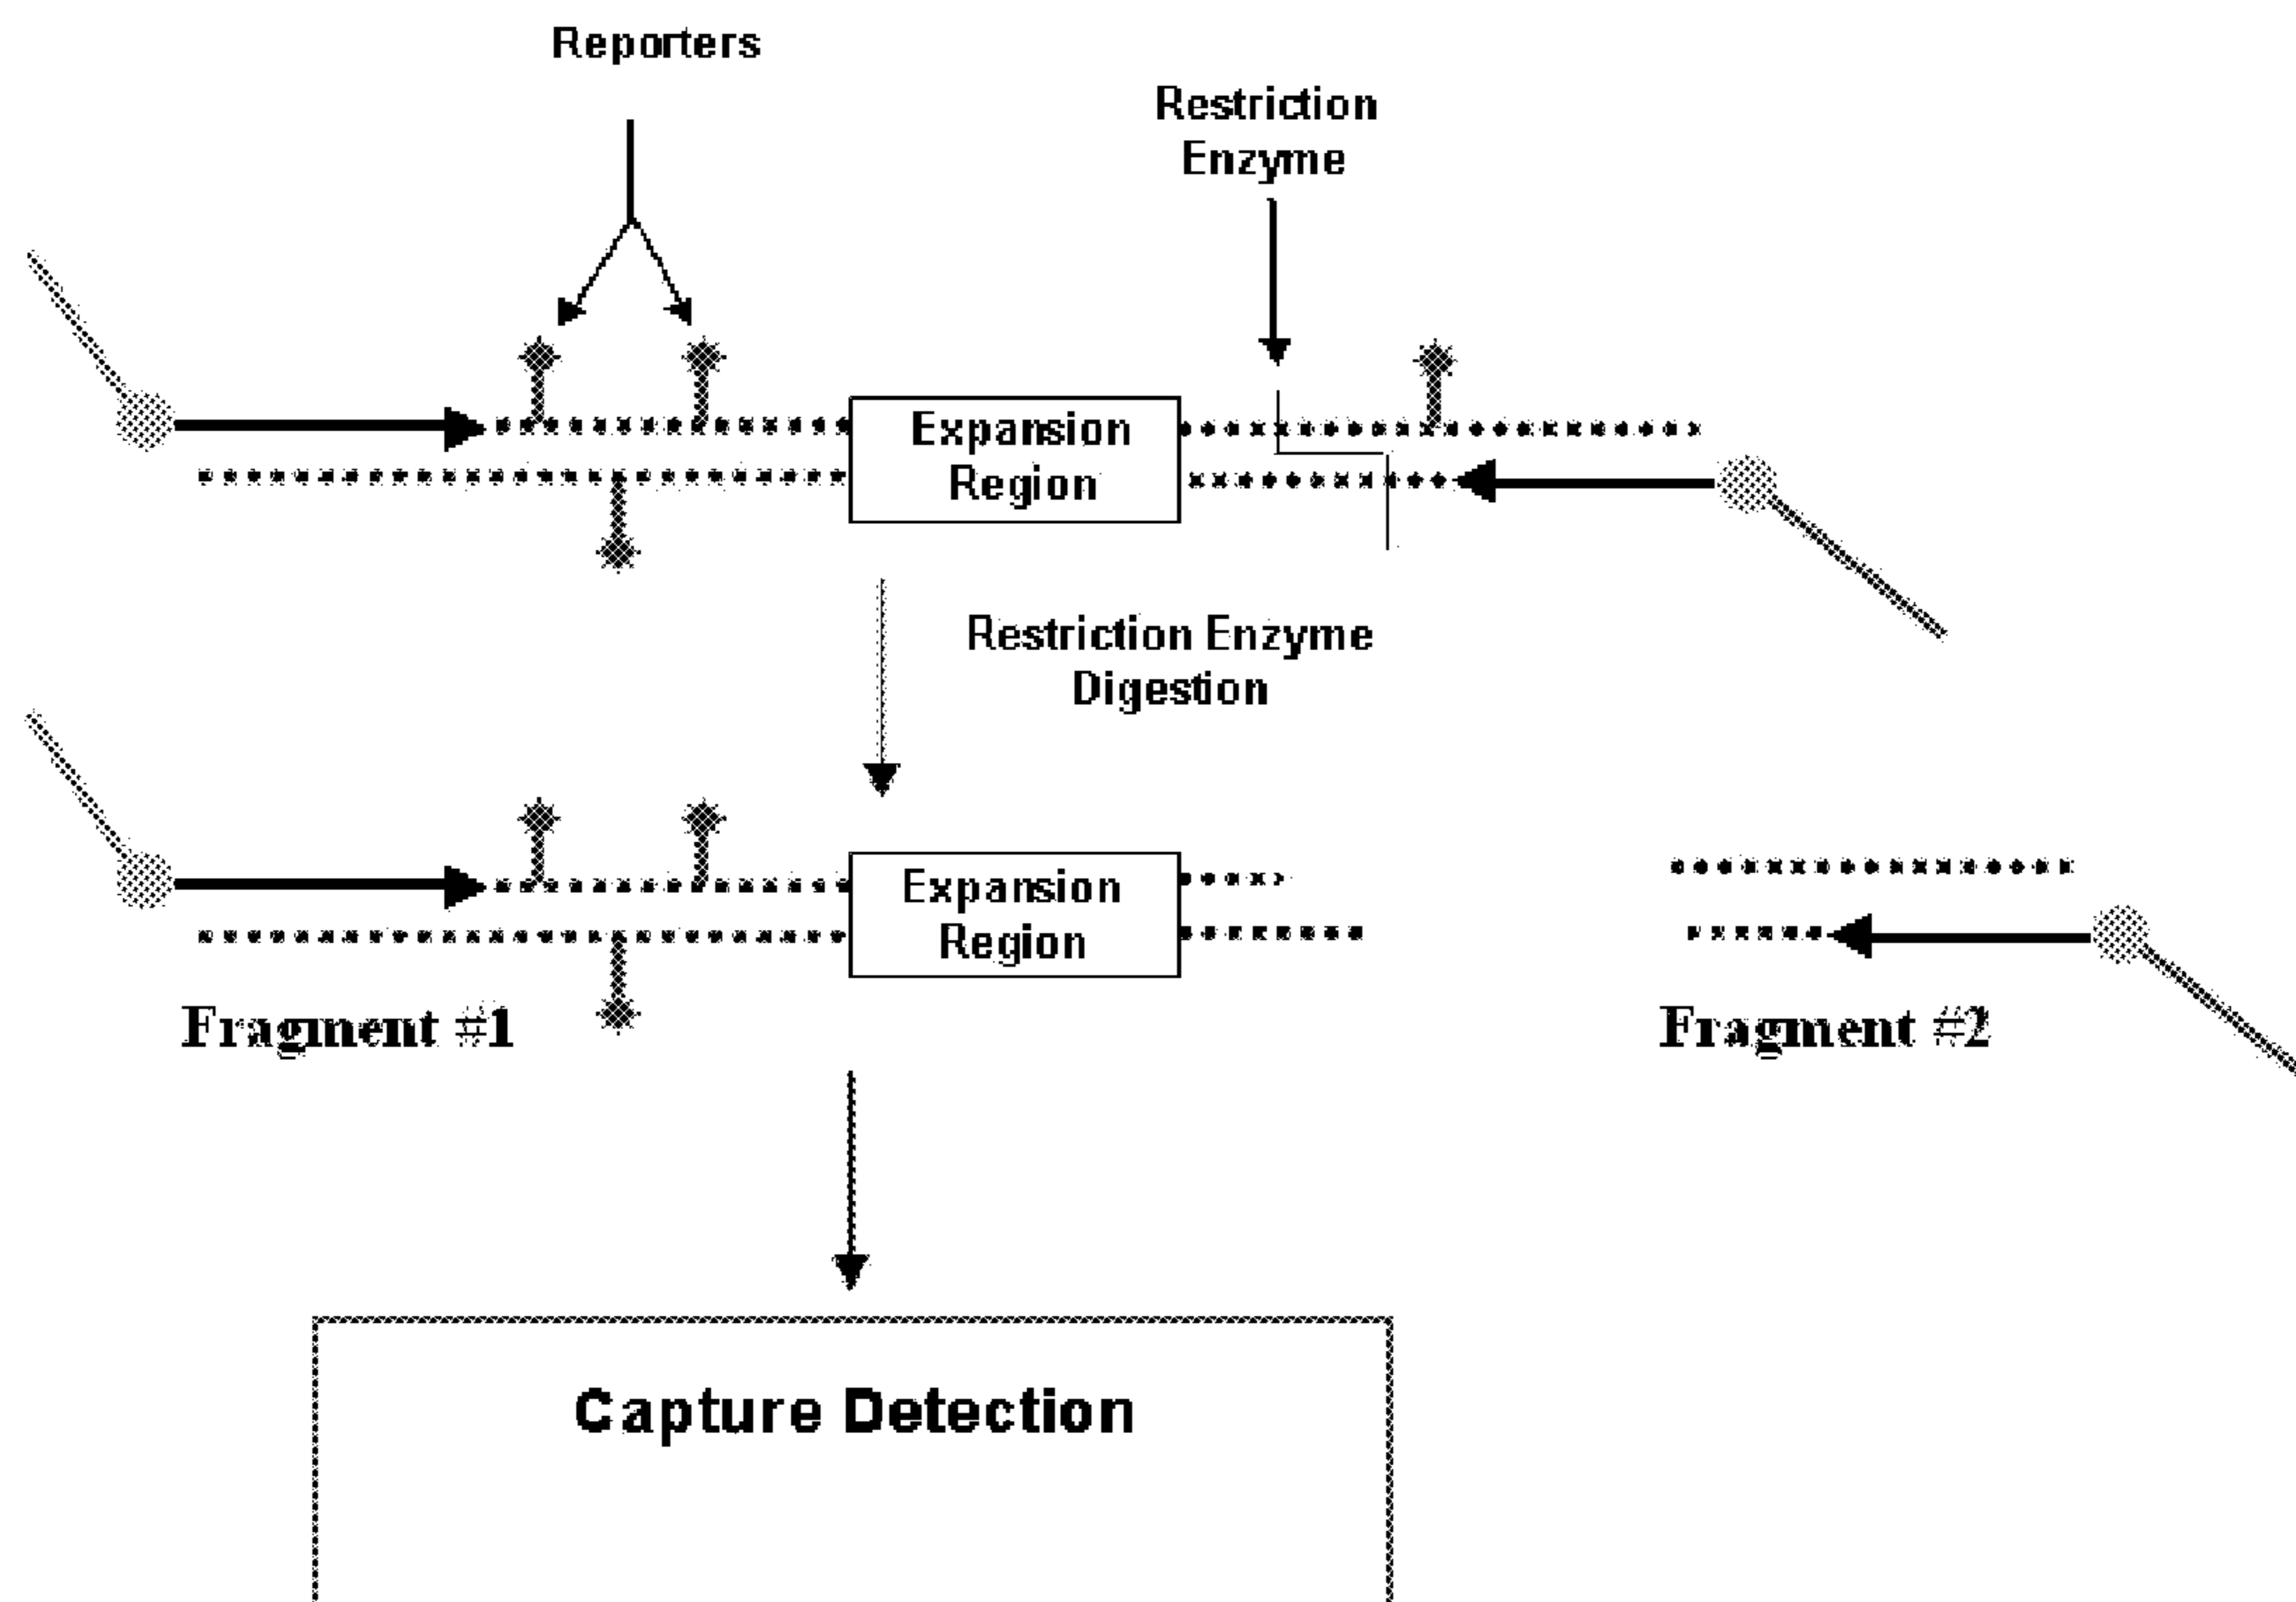 Reporters
Restriction
Enzyme
Expansion
Region
Restriction Enzyme
Digestion
Expansion
Region
Fragment #1
Fragment #2
Capture Detection